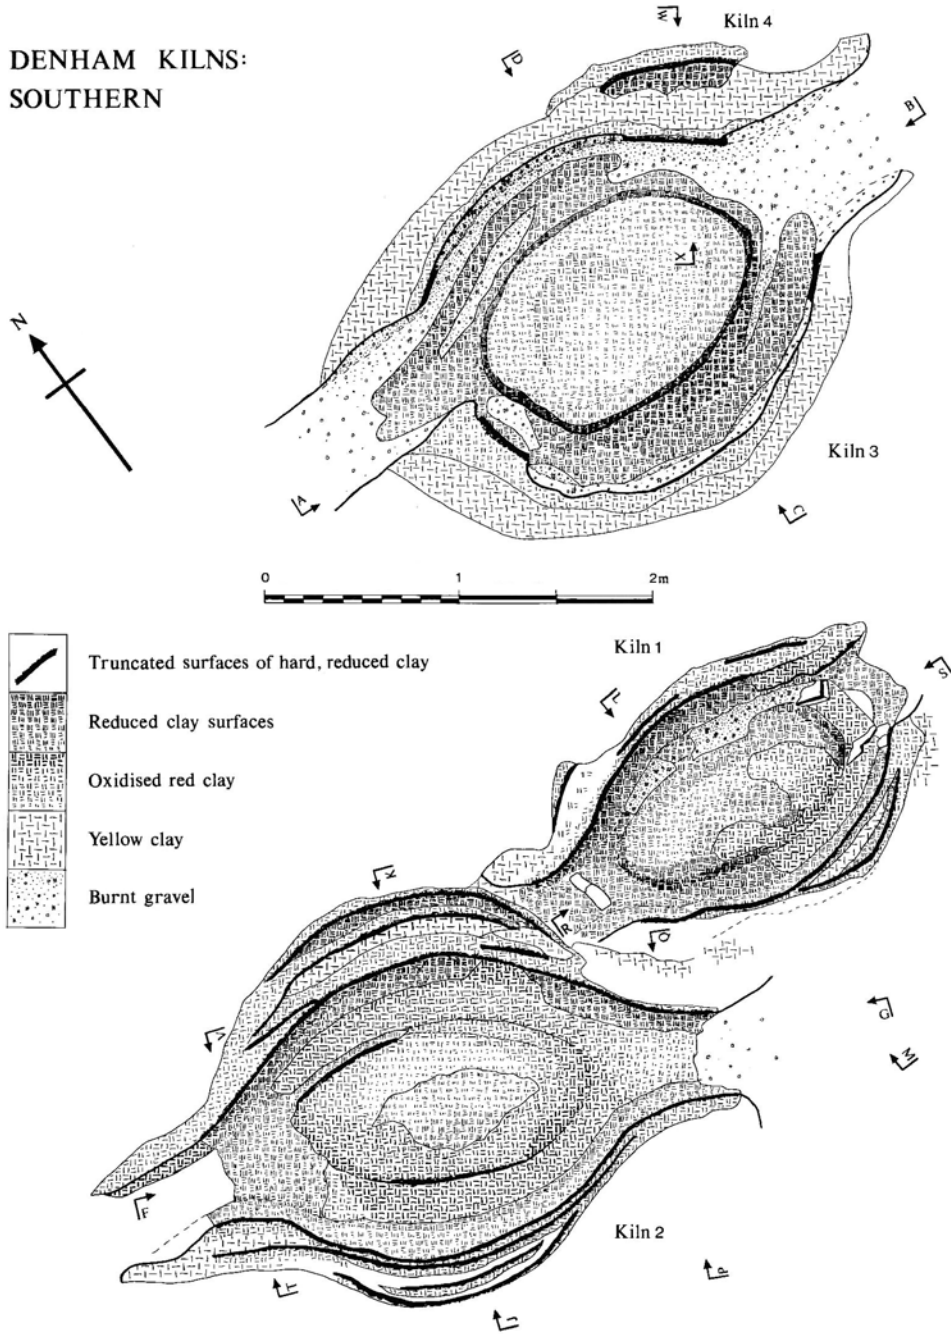 DENHAM KILNS:
SOUTHERN
Kiln 4
W
D
B
X
N
Kiln 3
A
C
0 1 2m
Kiln 1
Truncated surfaces of hard, reduced clay
Reduced clay surfaces
Oxidised red clay
Yellow clay
Burnt gravel
S
L
K
R
Q
G
V
M
F
Kiln 2
T
P
J